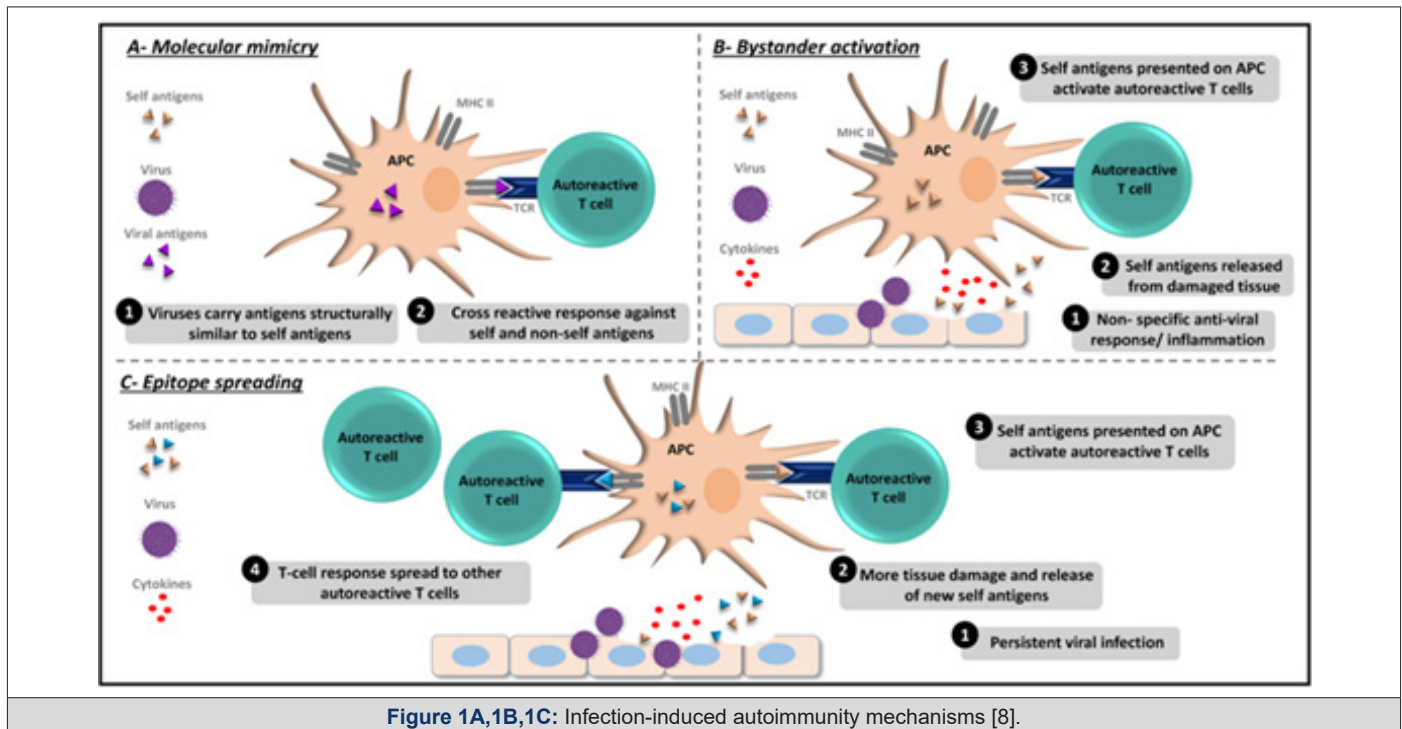 A- Molecular mimicry
Self antigens
Virus
Viral antigens
MHC II
APC
TCR
Autoreactive
T cell
1 Viruses carry antigens structurally
similar to self antigens
2 Cross reactive response against
self and non-self antigens
B- Bystander activation
Self antigens
Virus
Cytokines
MHC II
APC
TCR
Autoreactive
T cell
3 Self antigens presented on APC
activate autoreactive T cells
2 Self antigens released
from damaged tissue
1 Non- specific anti-viral
response/ inflammation
C- Epitope spreading
Self antigens
Virus
Cytokines
Autoreactive
T cell
Autoreactive
T cell
MHC II
APC
TCR
Autoreactive
T cell
3 Self antigens presented on APC
activate autoreactive T cells
4 T-cell response spread to other
autoreactive T cells
2 More tissue damage and release
of new self antigens
1 Persistent viral infection
Figure 1A,1B,1C: Infection-induced autoimmunity mechanisms [8].